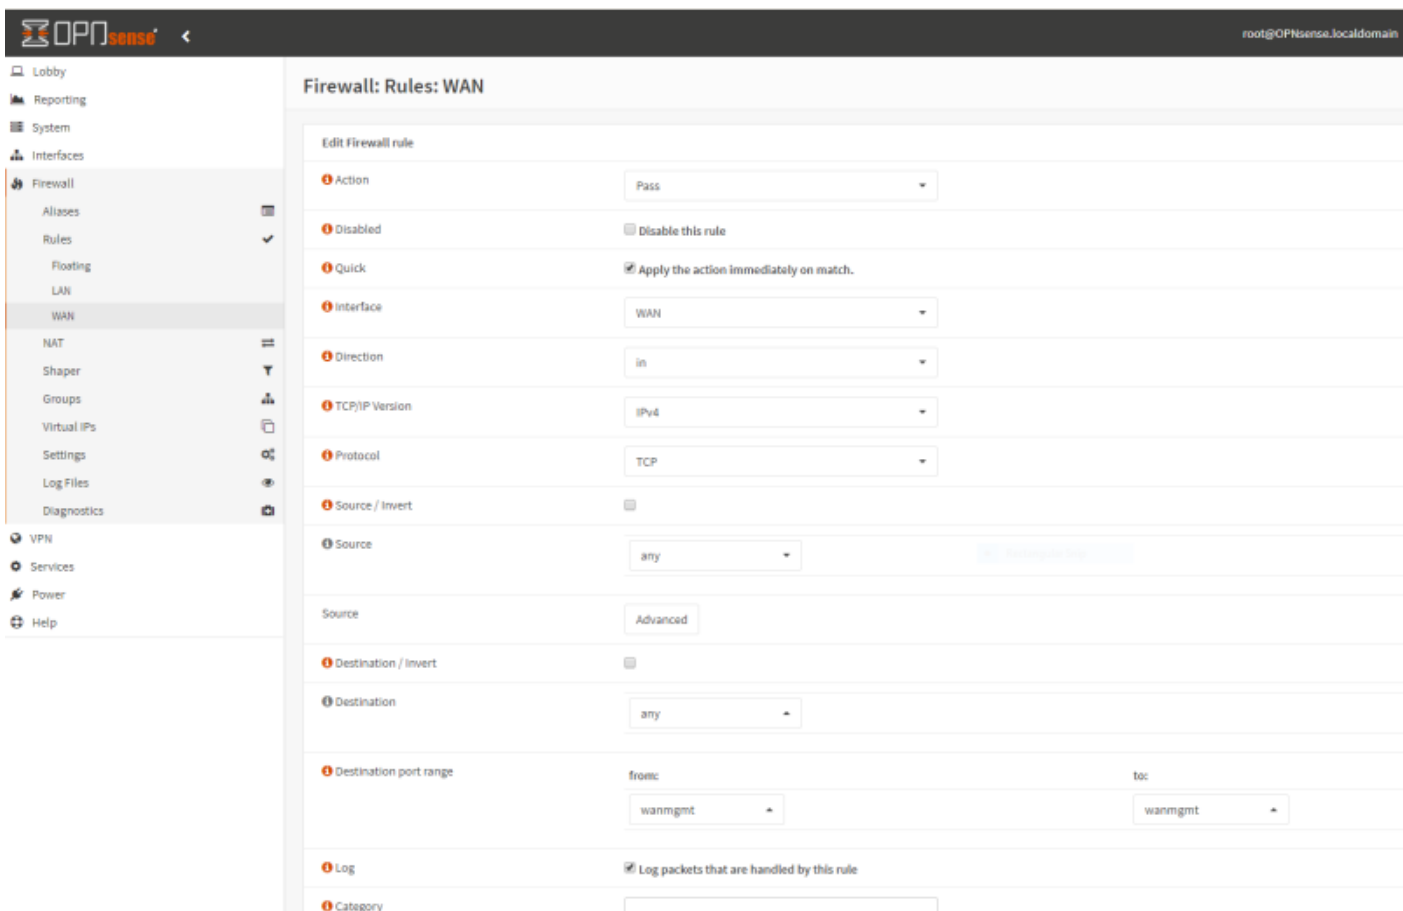 OPNsense
root@OPNsense.localdomain
Lobby
Reporting
System
Interfaces
Firewall
Aliases
Rules
Floating
LAN
WAN
NAT
Shaper
Groups
Virtual IPs
Settings
Log Files
Diagnostics
VPN
Services
Power
Help
Firewall: Rules: WAN
Edit Firewall rule
Action
Pass
Disabled
Disable this rule
Quick
Apply the action immediately on match.
Interface
WAN
Direction
in
TCP/IP Version
IPv4
Protocol
TCP
Source / Invert
Source
any
Source
Advanced
Destination / Invert
Destination
any
Destination port range
from:
to:
wanmgmt
wanmgmt
Log
Log packets that are handled by this rule
Category